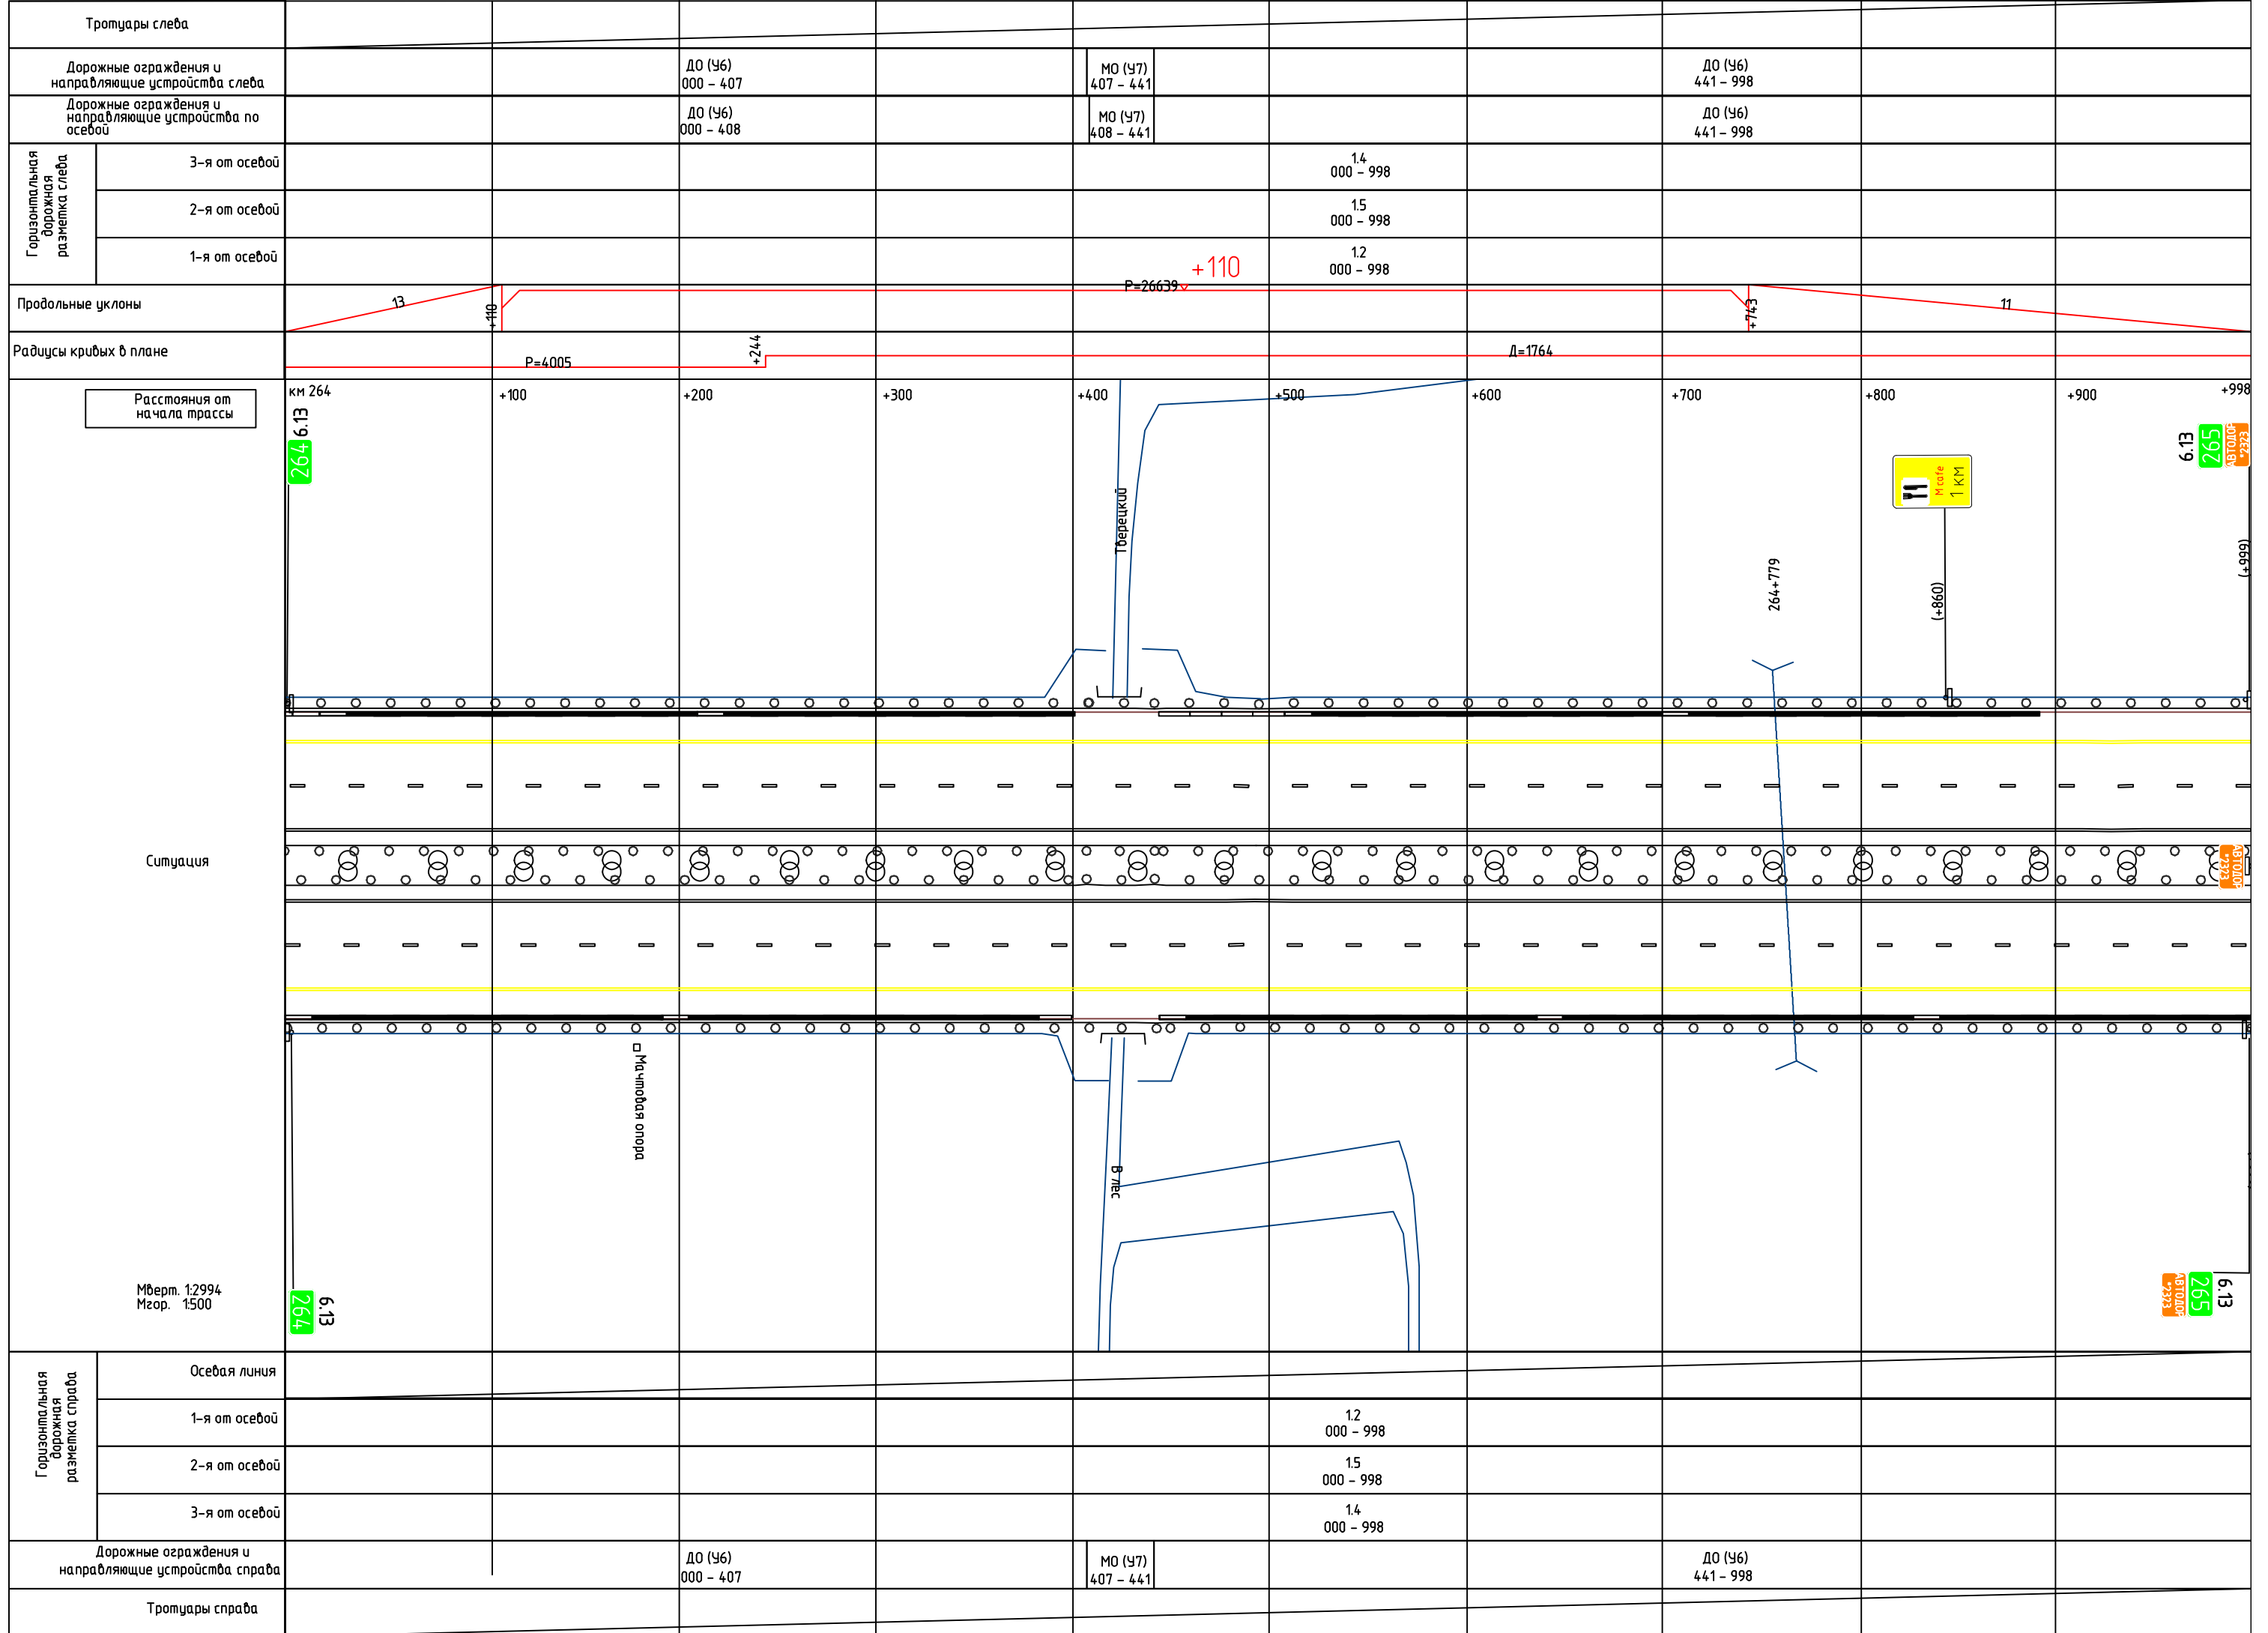 Тротуары слева
Дорожные ограждения и
направляющие устройства слева
ДО (У6)
000 - 407
МО (У7)
407 - 441
ДО (У6)
441 - 998
Дорожные ограждения и
направляющие устройства по
осевой
ДО (У6)
000 - 408
МО (У7)
408 - 441
ДО (У6)
441 - 998
Горизонтальная
дорожная
разметка слева
3-я от осевой
1.4
000 - 998
2-я от осевой
1.5
000 - 998
1-я от осевой
1.2
000 - 998
+110
Продольные уклоны
13
+110
Р=26639
+743
11
Радиусы кривых в плане
Р=4005
+244
Д=1764
Расстояния от
начала трассы
км 264
+100
+200
+300
+400
+500
+600
+700
+800
+900
+998
6.13
264
Тверецкий
264+779
M cafe
1 КМ
(+860)
6.13
265
АВТОДОР
*2323
(+999)
Ситуация
АВТОДОР
*2323
Мачтовая опора
В лес
Мверт. 1:2994
Мгор. 1:500
264
6.13
АВТОДОР
*2323
265
6.13
Горизонтальная
дорожная
разметка справа
Осевая линия
1-я от осевой
1.2
000 - 998
2-я от осевой
1.5
000 - 998
3-я от осевой
1.4
000 - 998
Дорожные ограждения и
направляющие устройства справа
ДО (У6)
000 - 407
МО (У7)
407 - 441
ДО (У6)
441 - 998
Тротуары справа